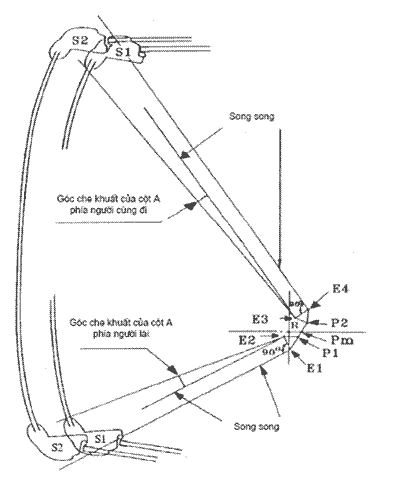 S2
S1
Song song
Góc che khuất của cột A
phía người cùng đi
90°
E4
E3
R
P2
Góc che khuất của cột A
phía người lái
E2
Pm
P1
90°
E1
S1
S2
Song song